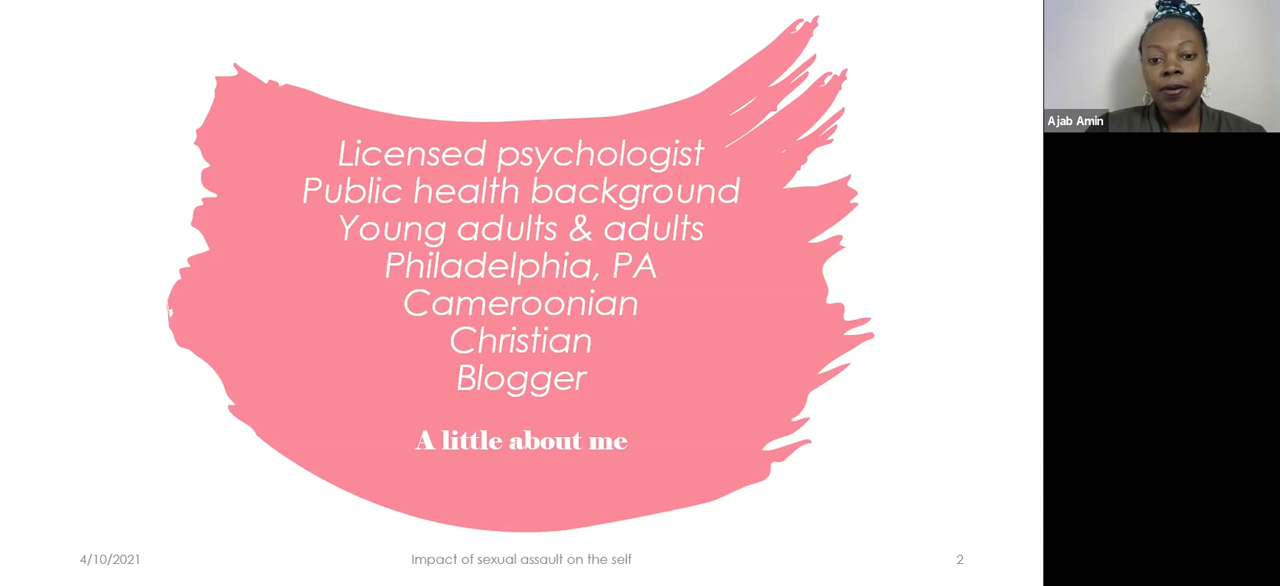 Licensed psychologist
Public health background
Young adults & adults
Philadelphia, PA
Cameroonian
Christian
Blogger
A little about me
4/10/2021
Impact of sexual assault on the self
2
Ajab Amin